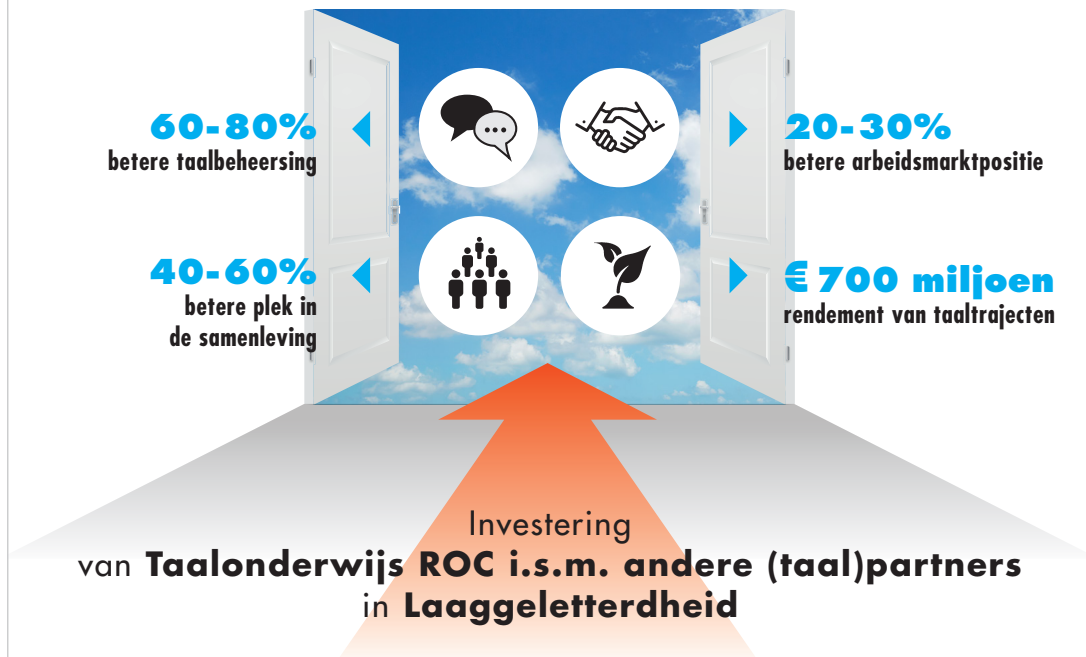 60-80%
betere taalbeheersing
20-30%
betere arbeidsmarktpositie
40-60%
betere plek in
de samenleving
€ 700 miljoen
rendement van taaltrajecten
Investering
van Taalonderwijs ROC i.s.m. andere (taal)partners
in Laaggeletterdheid